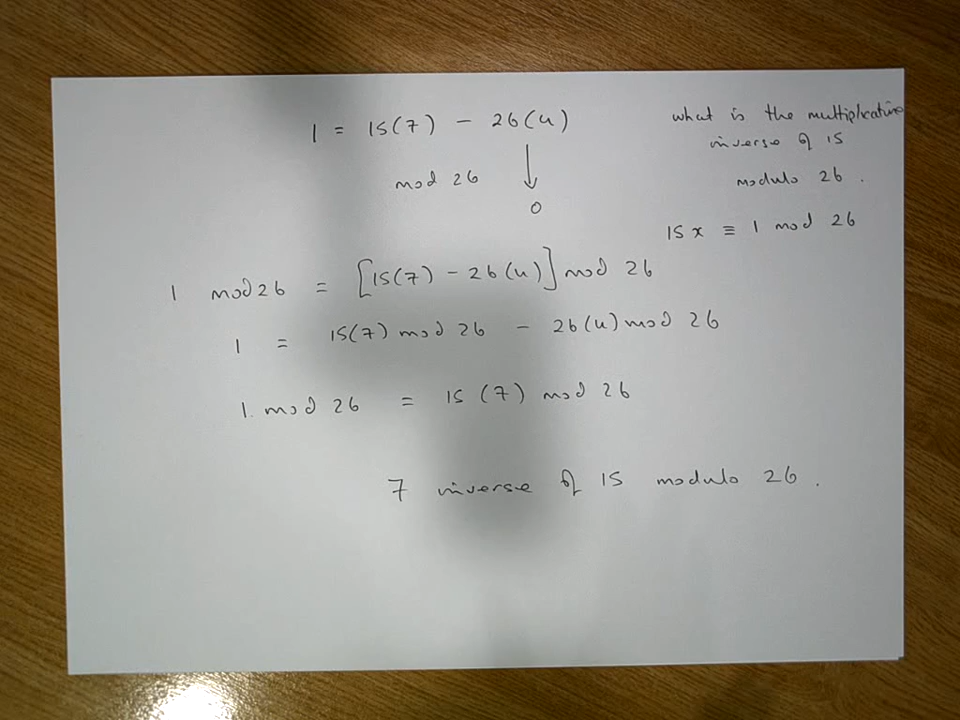 1 = 15(7) - 26(4)
mod 26 ↓
0
what is the multiplicative
inverse of 15
modulo 26.
15x ≡ 1 mod 26
1 mod 26 = [15(7) - 26(4)] mod 26
1 = 15(7) mod 26 - 26(4) mod 26
1. mod 26 = 15(7) mod 26
7 inverse of 15 modulo 26.